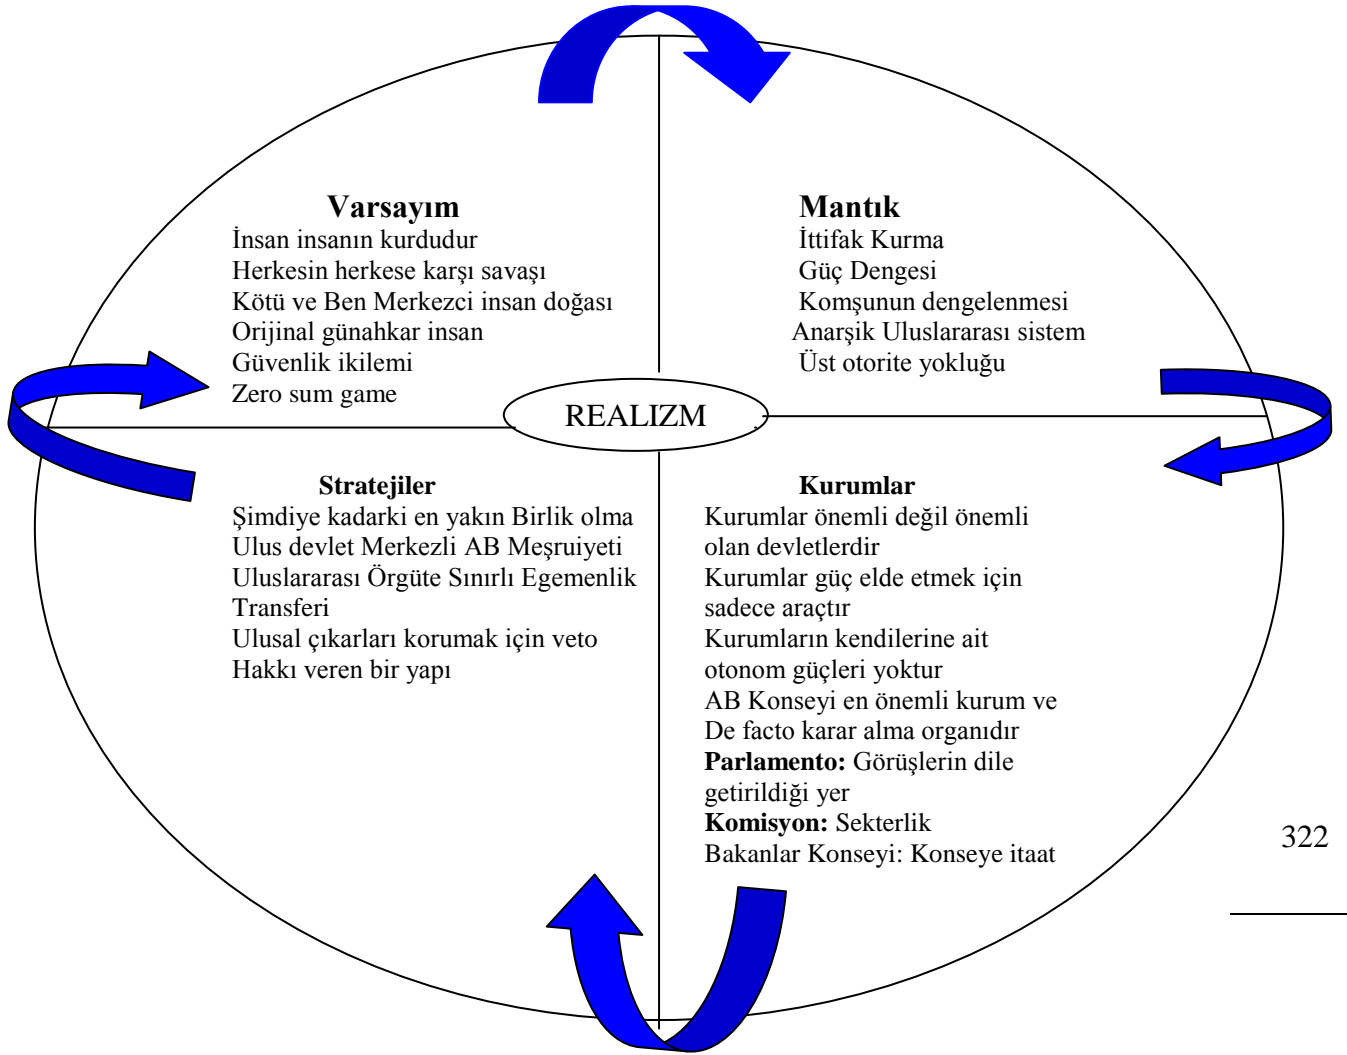 Varsayım
İnsan insanın kurdudur
Herkesin herkese karşı savaşı
Kötü ve Ben Merkezci insan doğası
Orijinal günahkar insan
Güvenlik ikilemi
Zero sum game
Mantık
İttifak Kurma
Güç Dengesi
Komşunun dengelenmesi
Anarşik Uluslararası sistem
Üst otorite yokluğu
REALIZM
Stratejiler
Şimdiye kadarki en yakın Birlik olma
Ulus devlet Merkezli AB Meşruiyeti
Uluslararası Örgüte Sınırlı Egemenlik
Transferi
Ulusal çıkarları korumak için veto
Hakkı veren bir yapı
Kurumlar
Kurumlar önemli değil önemli
olan devletlerdir
Kurumlar güç elde etmek için
sadece araçtır
Kurumların kendilerine ait
otonom güçleri yoktur
AB Konseyi en önemli kurum ve
De facto karar alma organıdır
Parlamento: Görüşlerin dile
getirildiği yer
Komisyon: Sekterlik
Bakanlar Konseyi: Konseye itaat
322